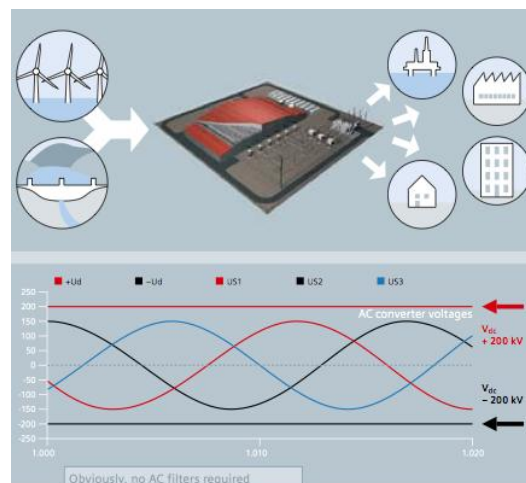 +Ud −Ud US1 US2 US3
250
200
150
100
50
0
-50
-100
-150
-200
-250
AC converter voltages
Vdc
+ 200 kV
Vdc
− 200 kV
1.000 1.010 1.020
Obviously, no AC filters required